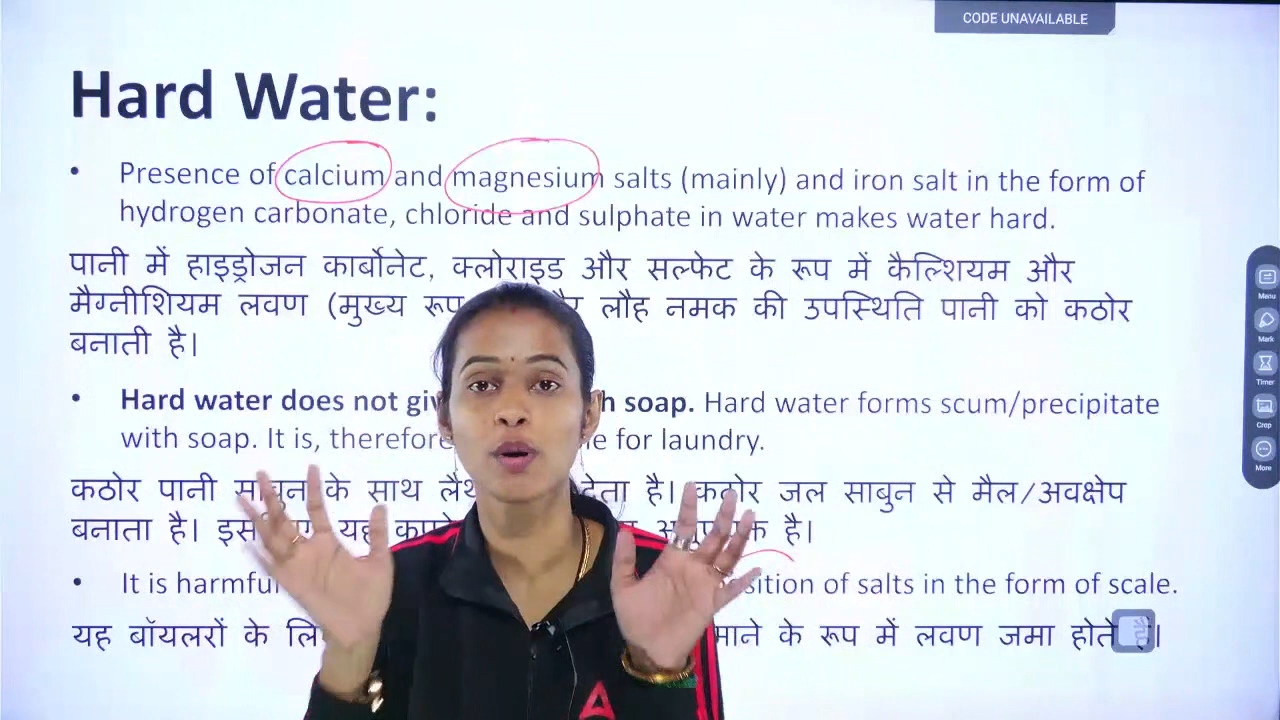 CODE UNAVAILABLE
Hard Water:
• Presence of calcium and magnesium salts (mainly) and iron salt in the form of
hydrogen carbonate, chloride and sulphate in water makes water hard.
पानी में हाइड्रोजन कार्बोनेट, क्लोराइड और सल्फेट के रूप में कैल्शियम और
मैग्नीशियम लवण (मुख्य रूप लौह नमक की उपस्थिति पानी को कठोर
बनाती है।
• Hard water does not soap. Hard water forms scum/precipitate
with soap. It is, therefore for laundry.
कठोर पानी साबुन के साथ देता है। कठोर जल साबुन से मैल/अवक्षेप
बनाता है। यह है।
• It is of salts in the form of scale.
यह बॉयलरों के के रूप में लवण जमा होते
Menu
Mark
Timer
Crop
More